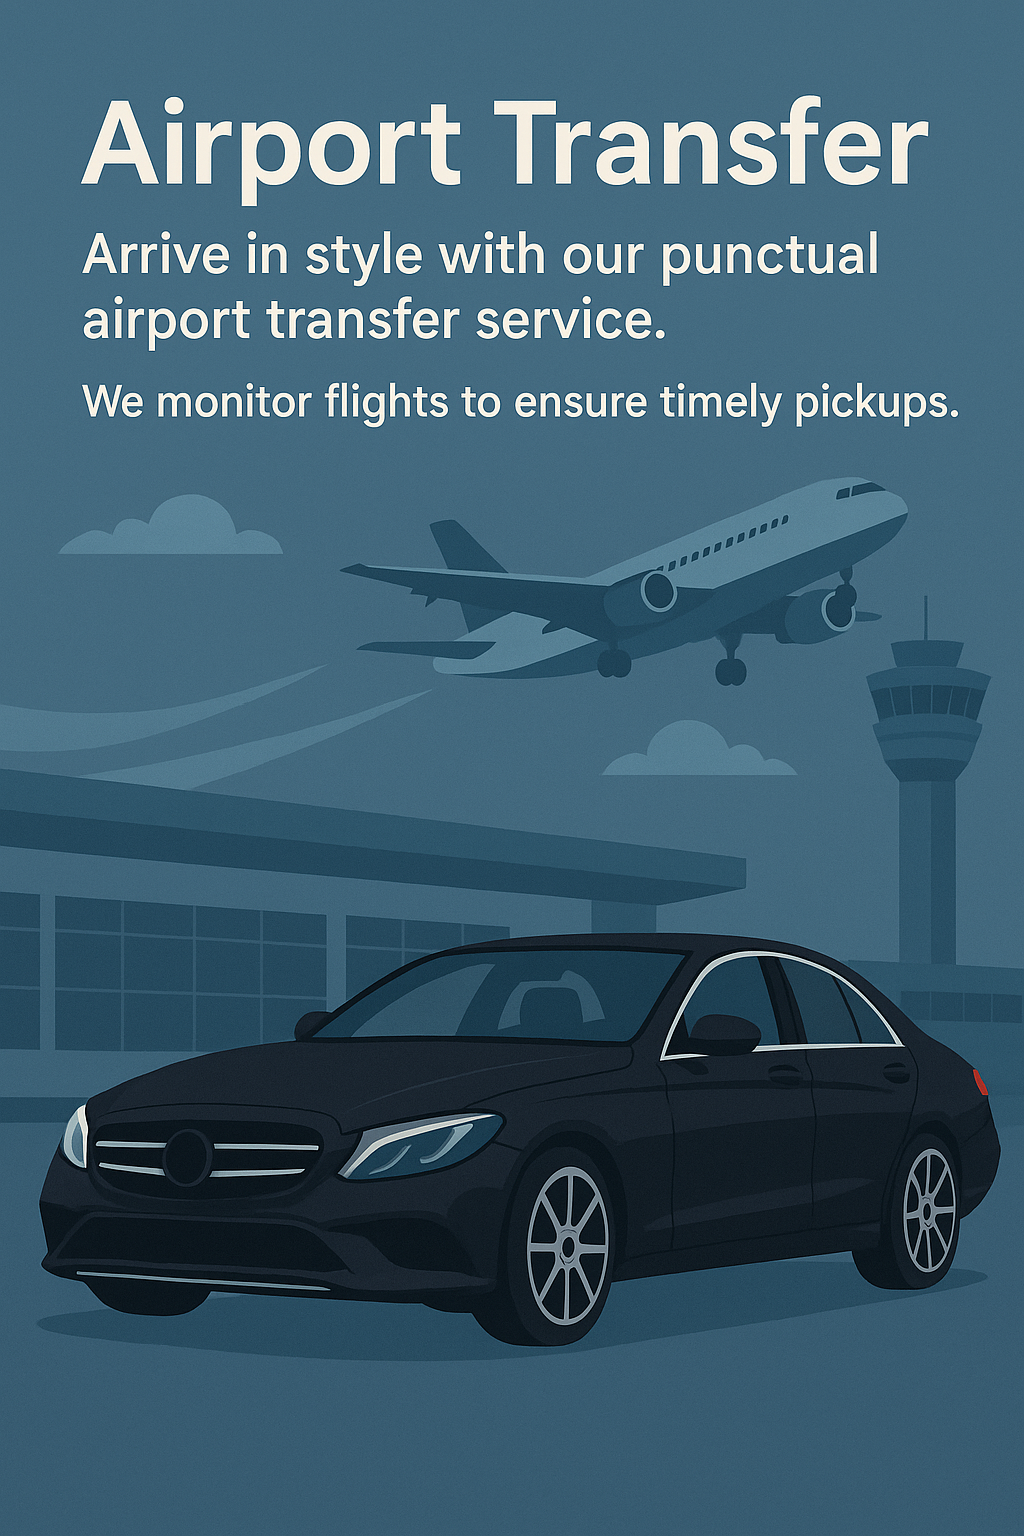 Airport Transfer
Arrive in style with our punctual
airport transfer service.
We monitor flights to ensure timely pickups.